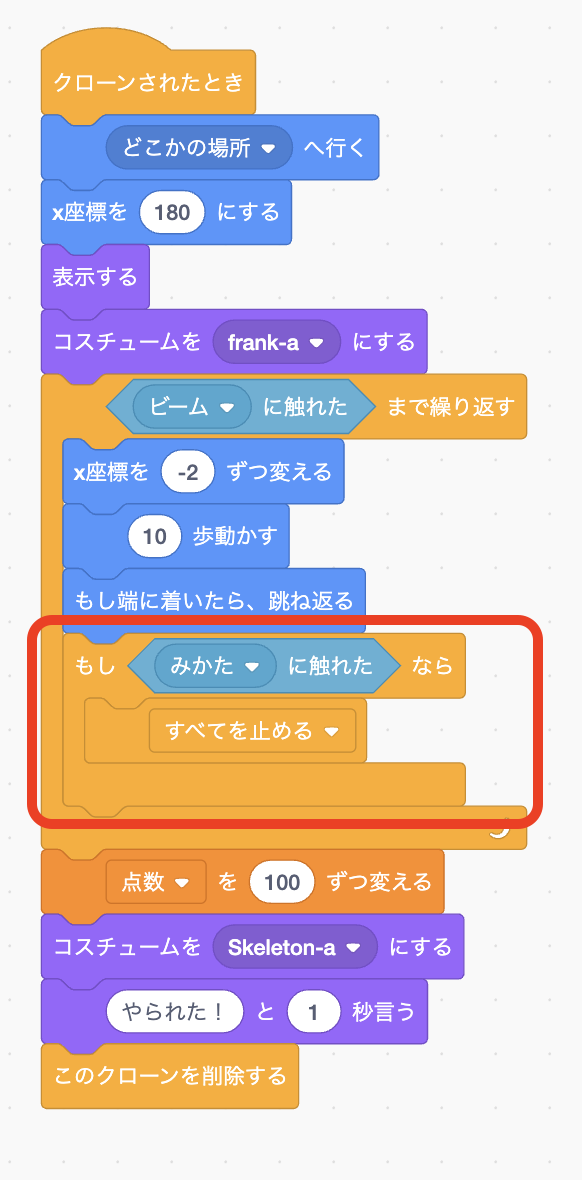 クローンされたとき
どこかの場所 へ行く
x座標を 180 にする
表示する
コスチュームを frank-a にする
ビーム に触れた まで繰り返す
x座標を -2 ずつ変える
10 歩動かす
もし端に着いたら、跳ね返る
もし みかた に触れた なら
すべてを止める
点数 を 100 ずつ変える
コスチュームを Skeleton-a にする
やられた！ と 1 秒言う
このクローンを削除する